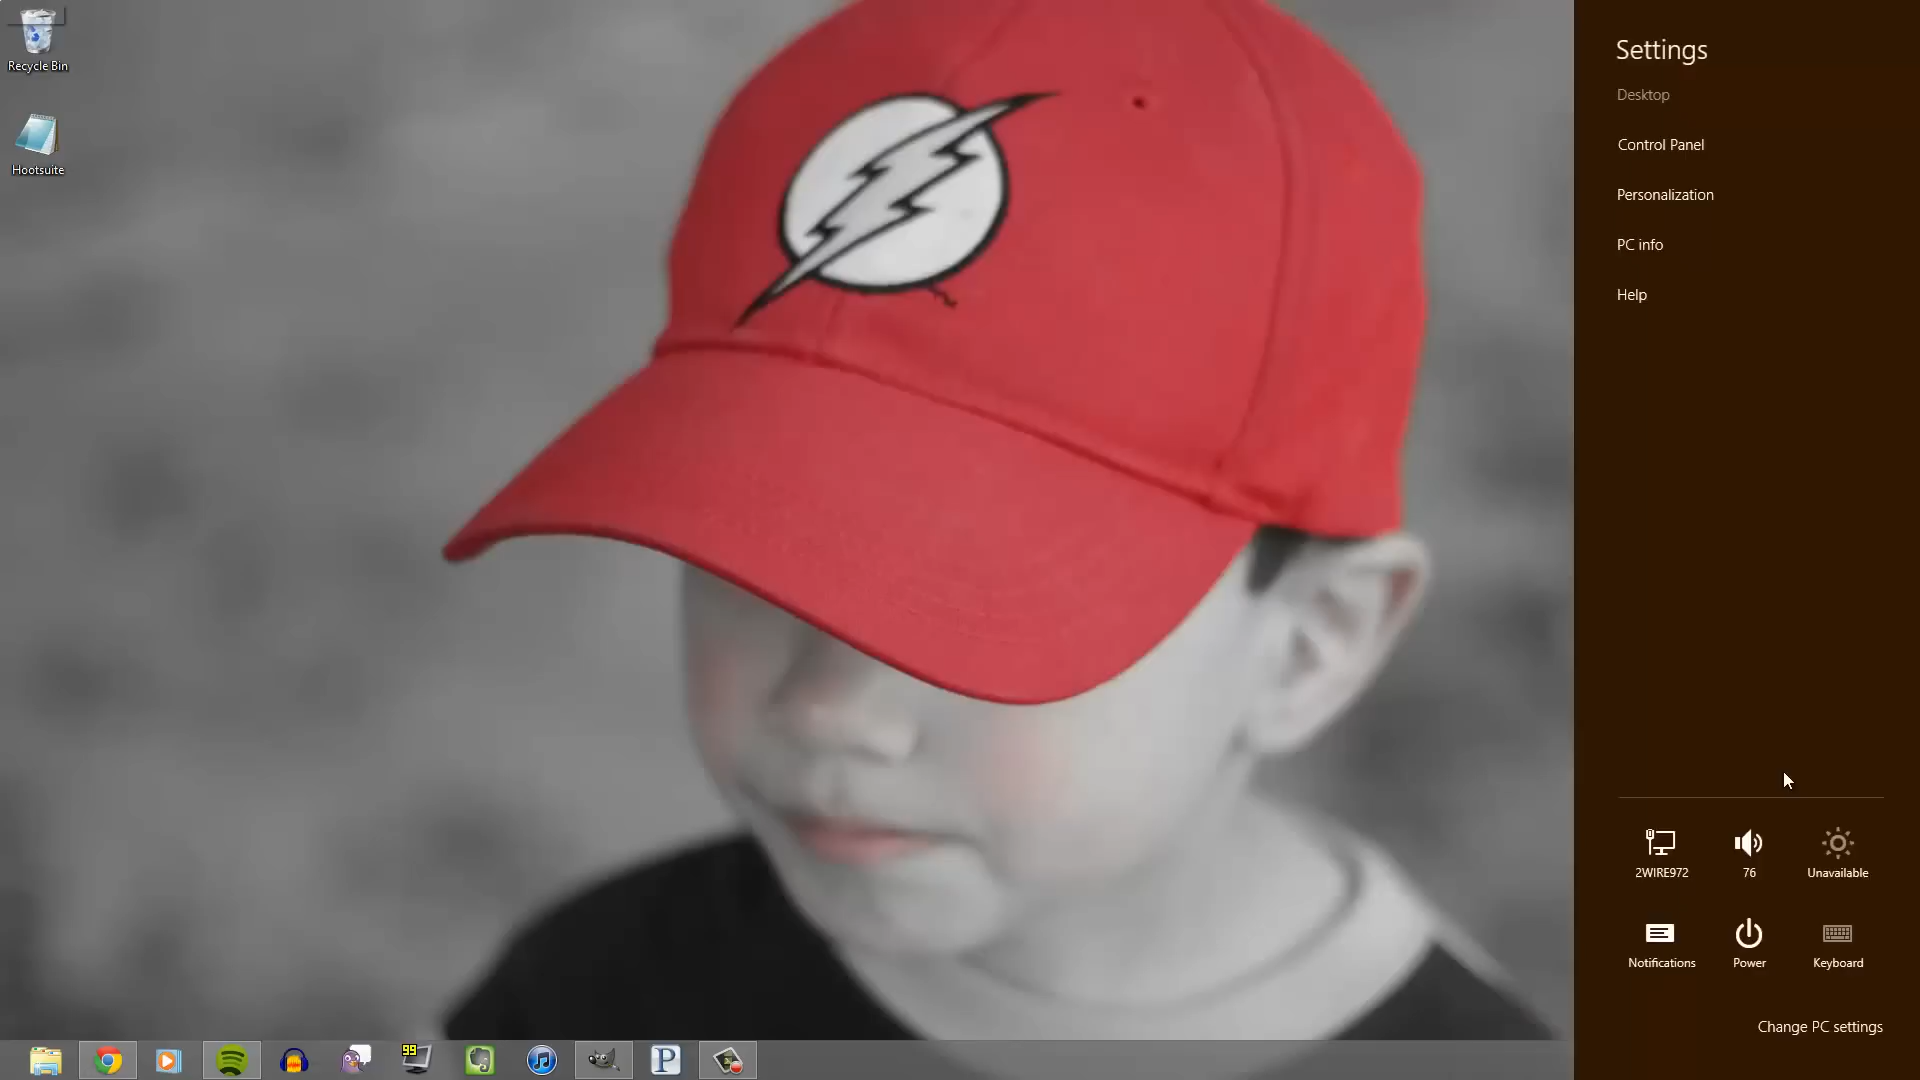 Recycle Bin
Hootsuite
Settings
Desktop
Control Panel
Personalization
PC info
Help
2WIRE972
76
Unavailable
Notifications
Power
Keyboard
Change PC settings
99
P